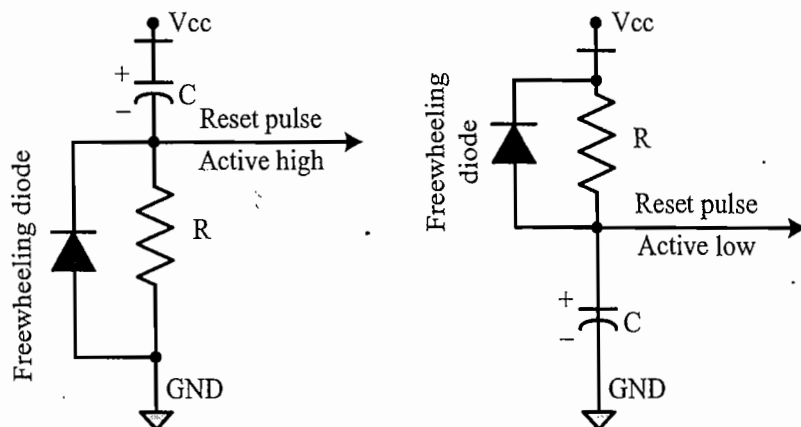 Vcc
+
−
C
Reset pulse
Active high
Freewheeling diode
R
GND
Vcc
Freewheeling
diode
R
Reset pulse
Active low
+
−
C
GND